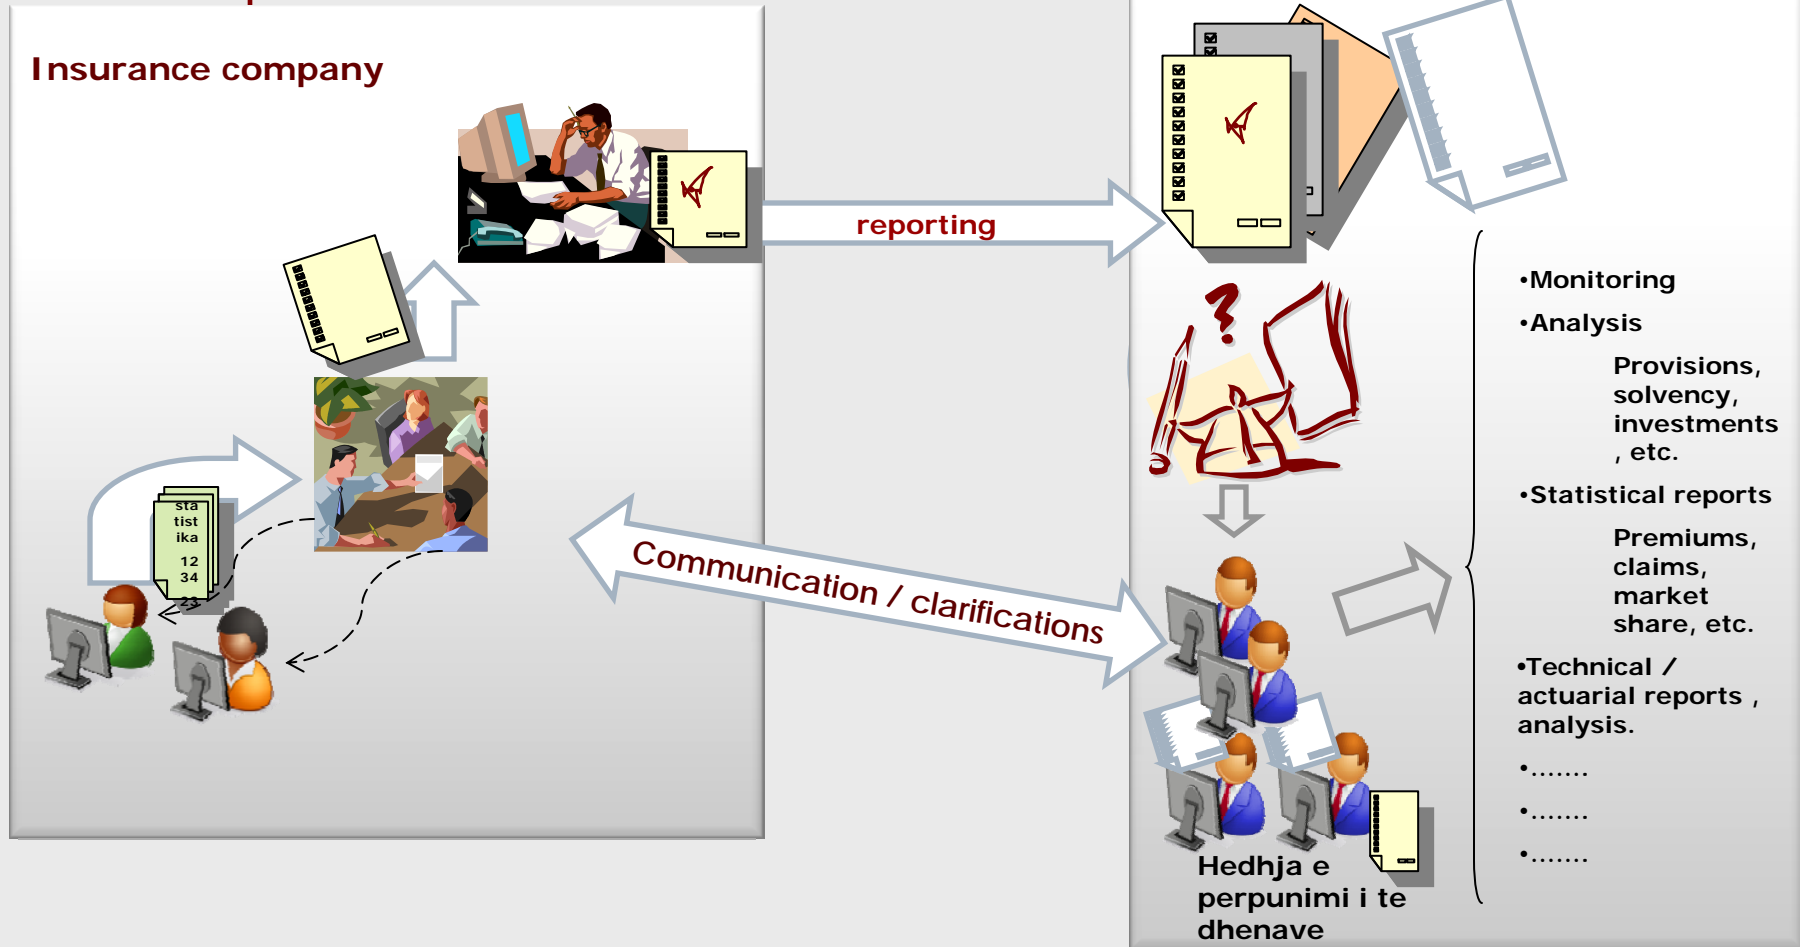 Insurance company
reporting
sta
tist
ika
12
34
23
Communication / clarifications
•Monitoring
•Analysis
Provisions,
solvency,
investments
, etc.
•Statistical reports
Premiums,
claims,
market
share, etc.
•Technical /
actuarial reports ,
analysis.
•.......
•.......
•.......
Hedhja e
perpunimi i te
dhenave